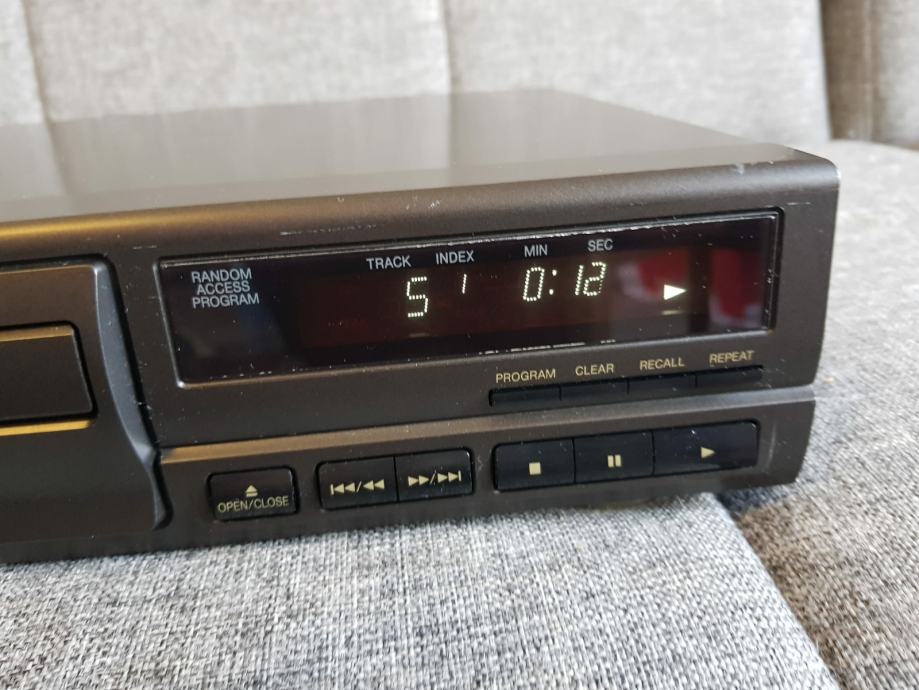 RANDOM
ACCESS
PROGRAM
TRACK INDEX MIN SEC
5 1 0:12
PROGRAM CLEAR RECALL REPEAT
OPEN/CLOSE